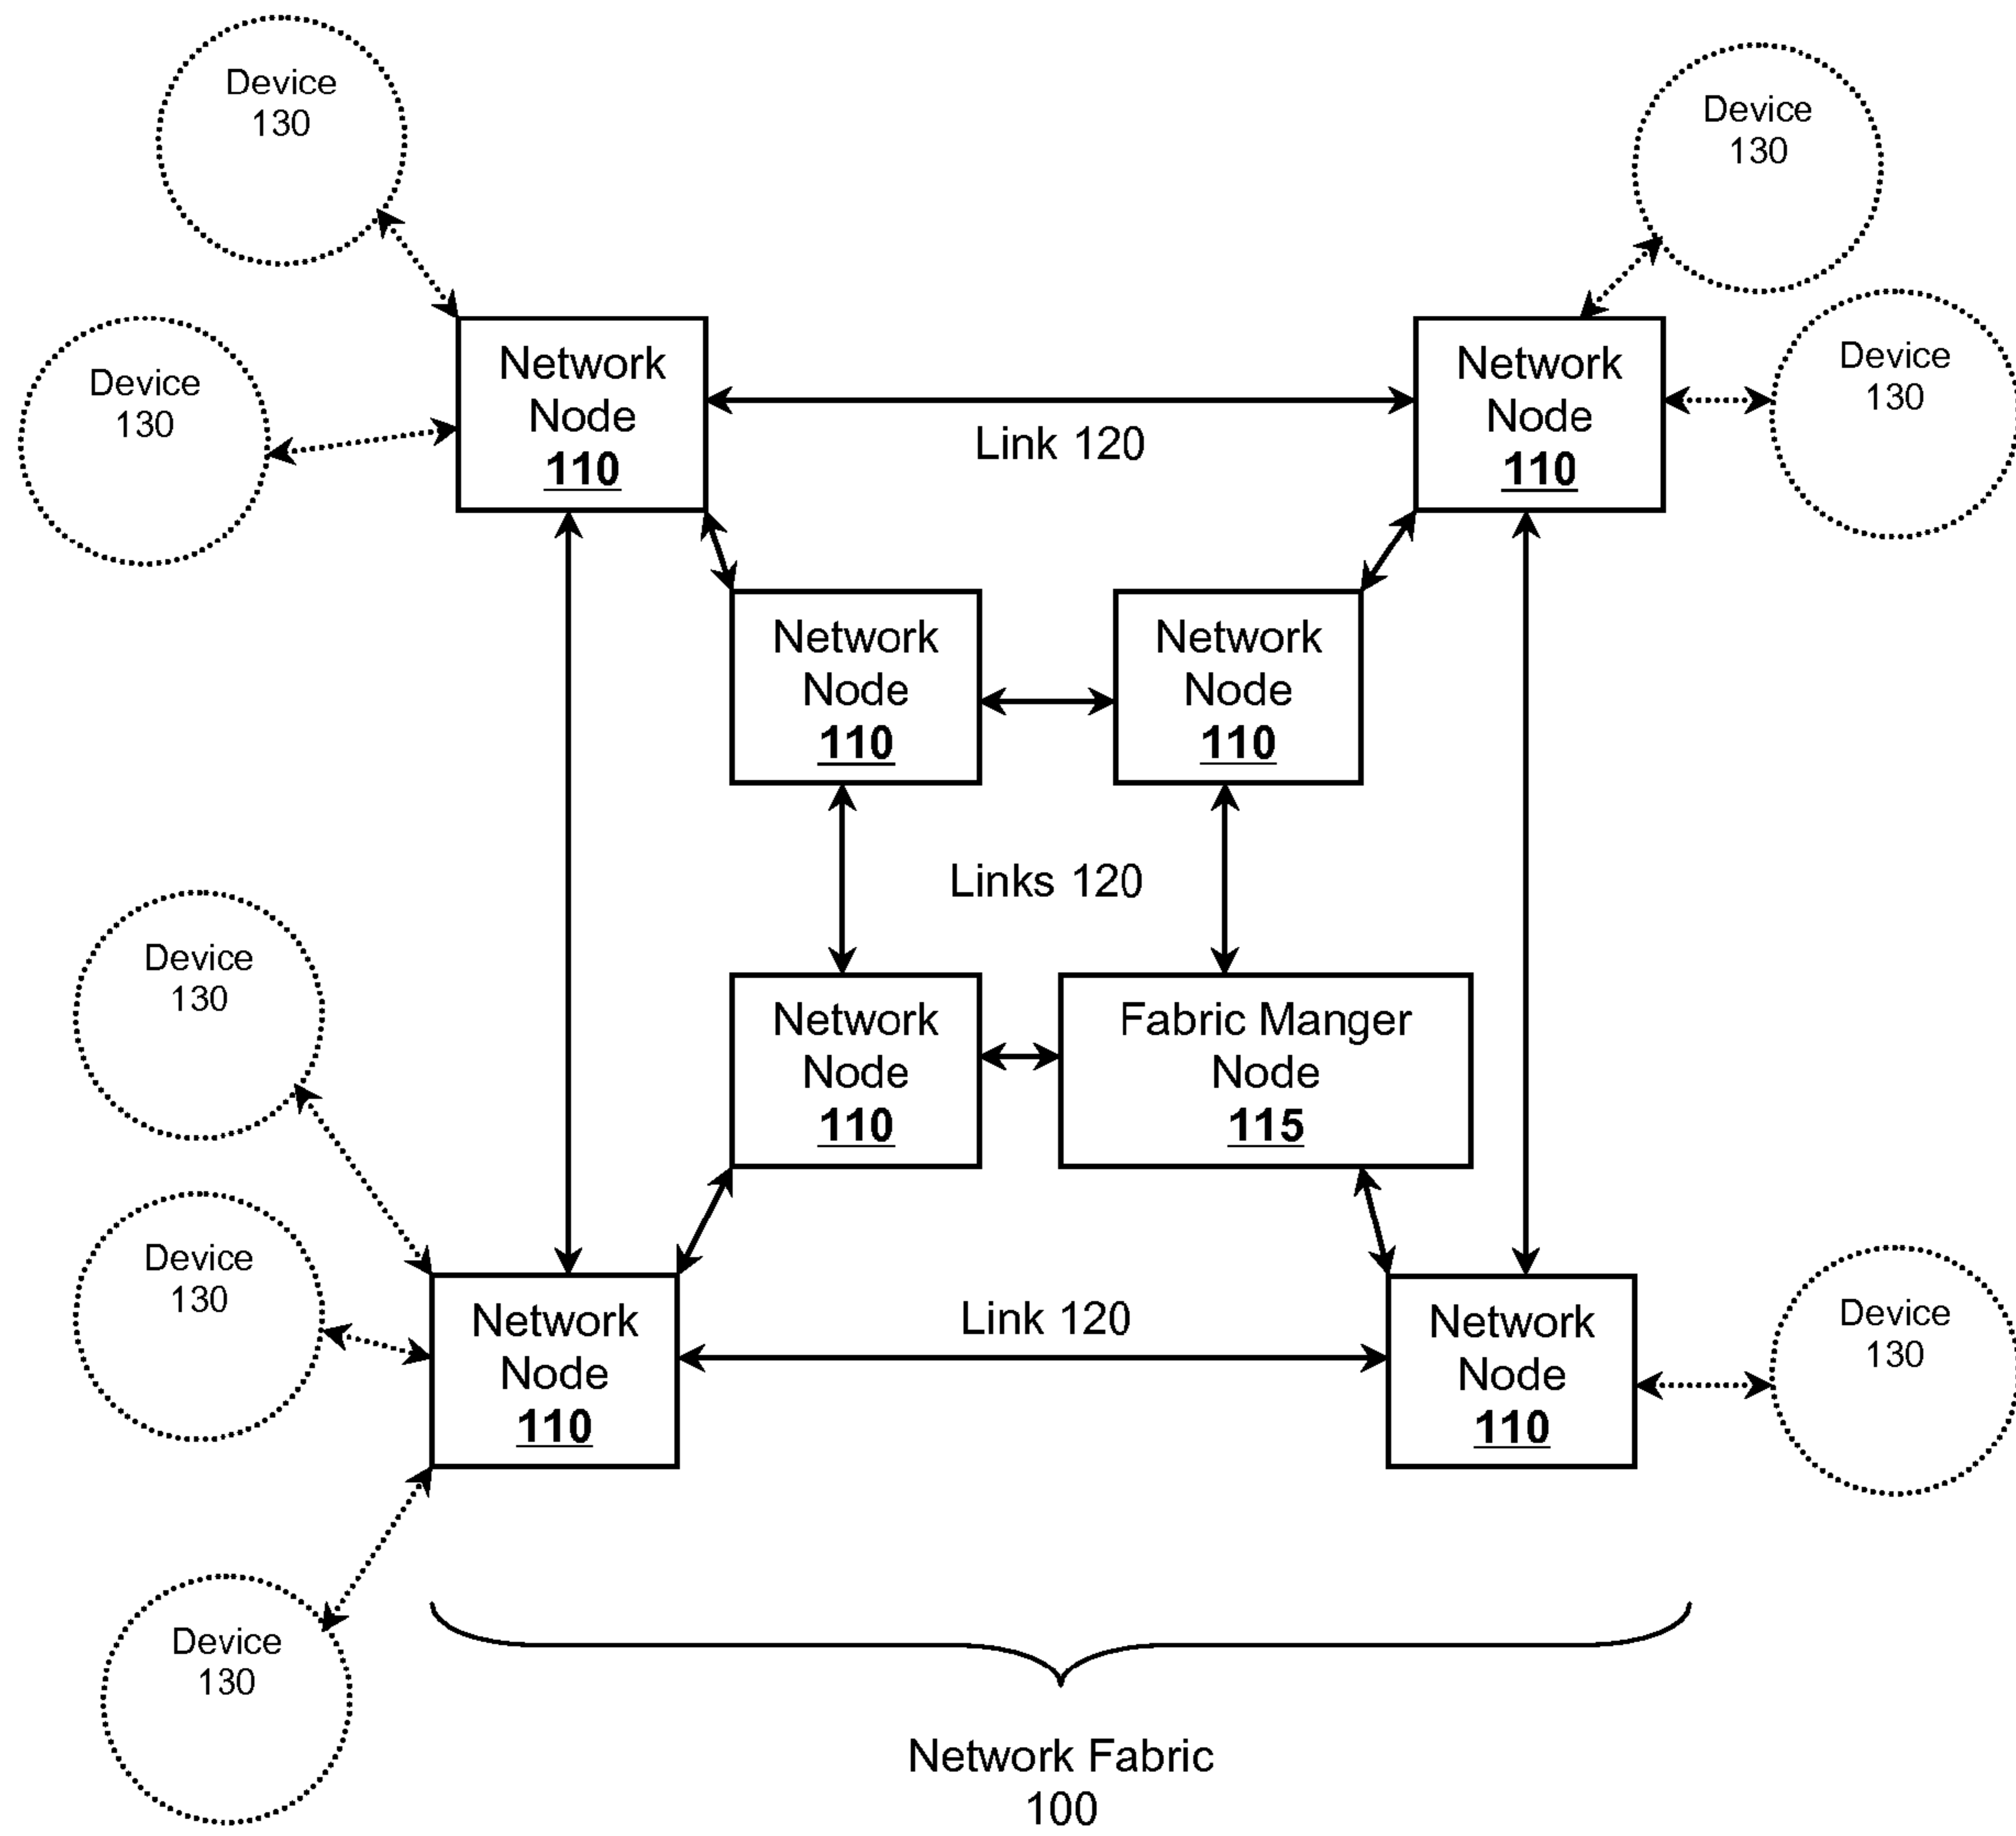 Device
130
Device
130
Device
130
Device
130
Network
Node
110
Link 120
Network
Node
110
Network
Node
110
Network
Node
110
Links 120
Device
130
Network
Node
110
Fabric Manger
Node
115
Device
130
Network
Node
110
Link 120
Network
Node
110
Device
130
Device
130
Network Fabric
100